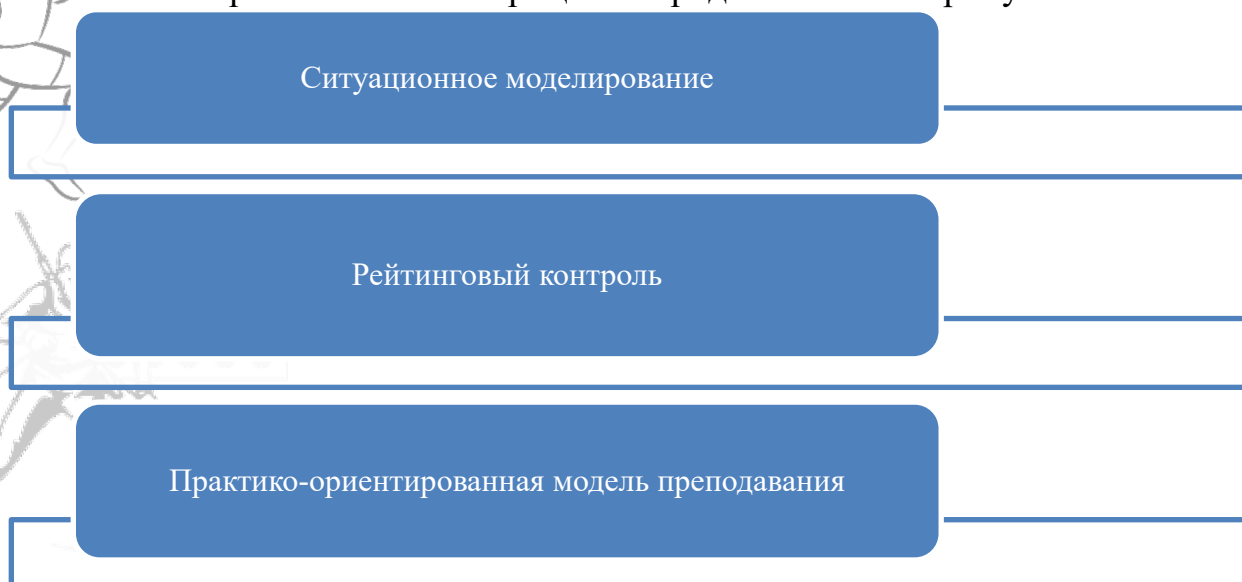 Ситуационное моделирование
Рейтинговый контроль
Практико-ориентированная модель преподавания